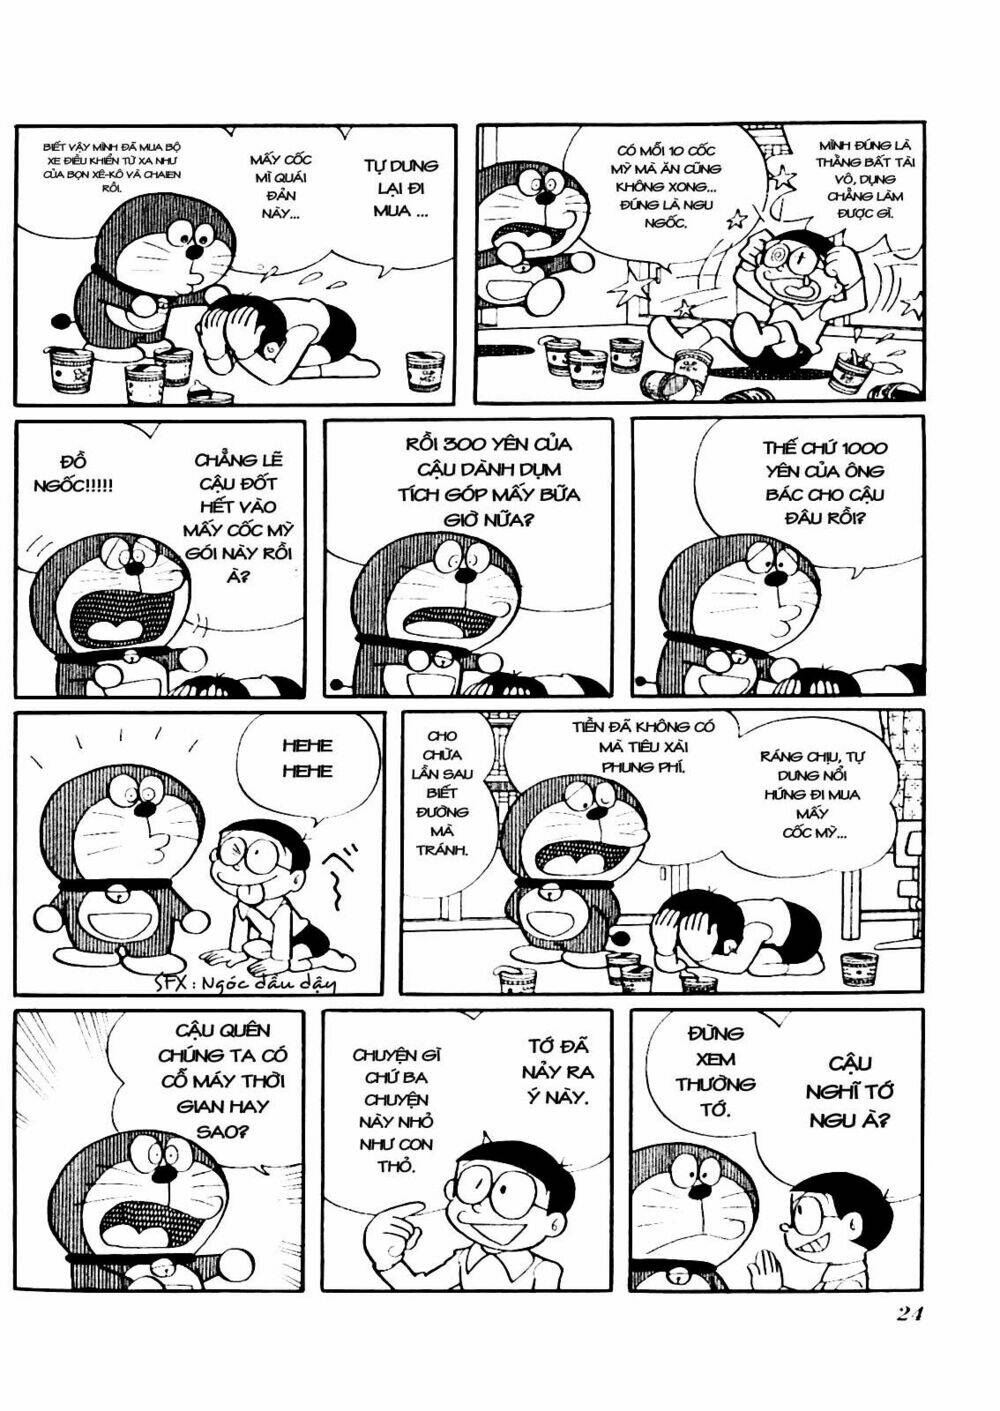 MÌNH ĐÚNG LÀ
THẰNG BẤT TÀI
VÔ, DỤNG
CHẲNG LÀM
ĐƯỢC GÌ.
CÓ MỖI 10 CỐC
MỲ MÀ ĂN CŨNG
KHÔNG XONG...
ĐÚNG LÀ NGU
NGỐC.
TỰ DƯNG
LẠI ĐI
MUA ...
MẤY CỐC
MÌ QUÁI
ĐẢN
NÀY...
BIẾT VẬY MÌNH ĐÃ MUA BỘ
XE ĐIỀU KHIỂN TỪ XA NHƯ
CỦA BỌN XÊ-KÔ VÀ CHAIEN
RỒI.
THẾ CHỨ 1000
YÊN CỦA ÔNG
BÁC CHO CẬU
ĐÂU RỒI?
RỒI 300 YÊN CỦA
CẬU DÀNH DỤM
TÍCH GÓP MẤY BỮA
GIỜ NỮA?
CHẲNG LẼ
CẬU ĐỐT
HẾT VÀO
MẤY CỐC MỲ
GÓI NÀY RỒI
À?
ĐỒ
NGỐC!!!!!
RÁNG CHỊU, TỰ
DƯNG NỔI
HỨNG ĐI MUA
MẤY
CỐC MỲ...
TIỀN ĐÃ KHÔNG CÓ
MÀ TIÊU XÀI
PHUNG PHÍ.
CHO
CHỪA
LẦN SAU
BIẾT
ĐƯỜNG
MÀ
TRÁNH.
HEHE
HEHE
SFX : Ngóc đầu dậy
CẬU
NGHĨ TỚ
NGU À?
ĐỪNG
XEM
THƯỜNG
TỚ.
TỚ ĐÃ
NẢY RA
Ý NÀY.
CHUYỆN GÌ
CHỨ BA
CHUYỆN
NÀY NHỎ
NHƯ CON
THỎ.
CẬU QUÊN
CHÚNG TA CÓ
CỖ MÁY THỜI
GIAN HAY
SAO?
24